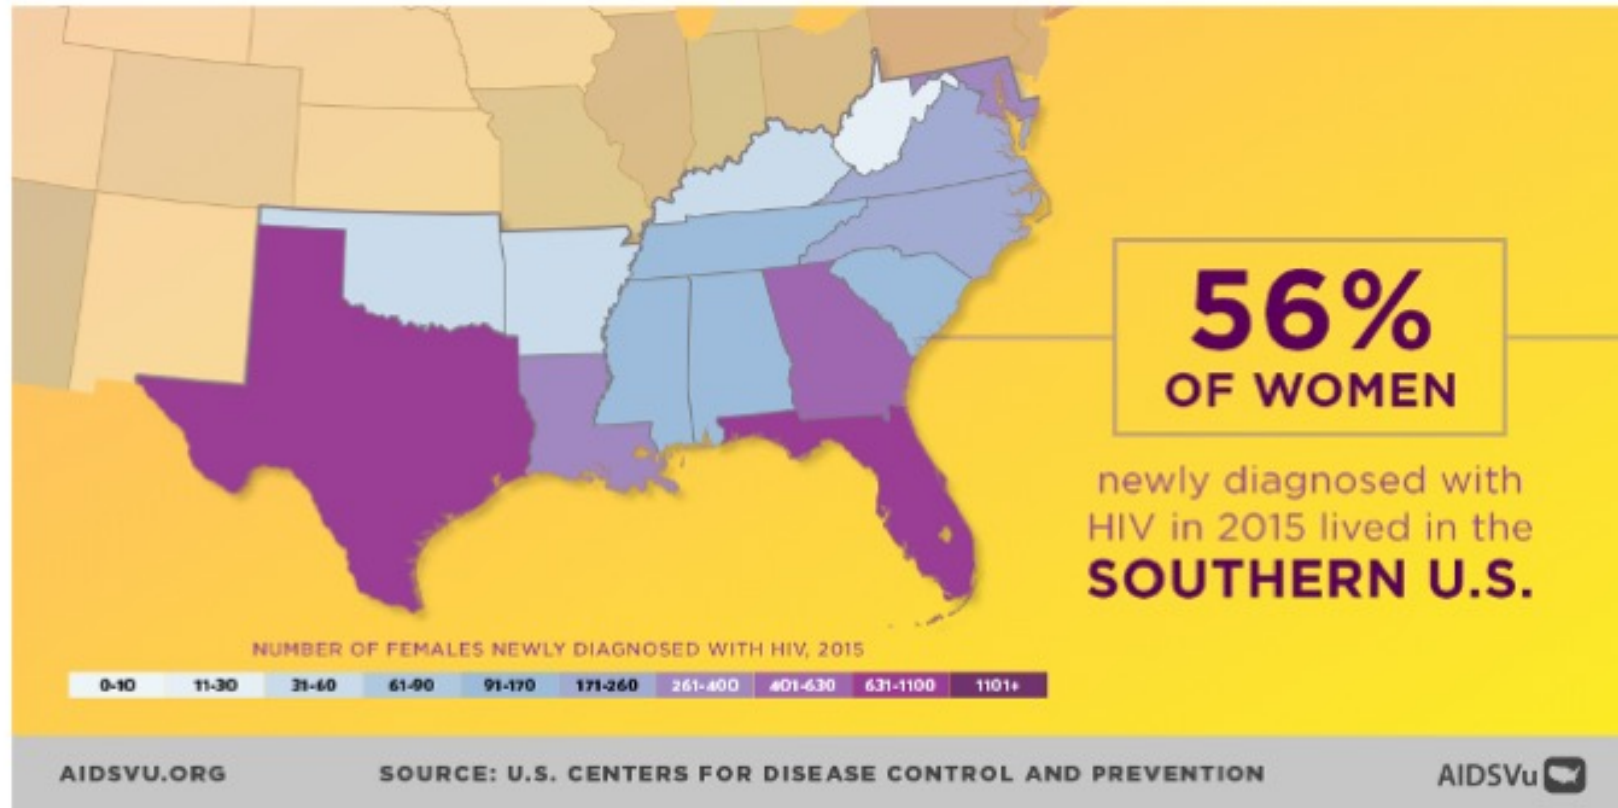 56%
OF WOMEN
newly diagnosed with
HIV in 2015 lived in the
SOUTHERN U.S.
NUMBER OF FEMALES NEWLY DIAGNOSED WITH HIV, 2015
0-10 11-30 31-60 61-90 91-170 171-260 261-400 401-630 631-1100 1101+
AIDSVU.ORG SOURCE: U.S. CENTERS FOR DISEASE CONTROL AND PREVENTION AIDSVu